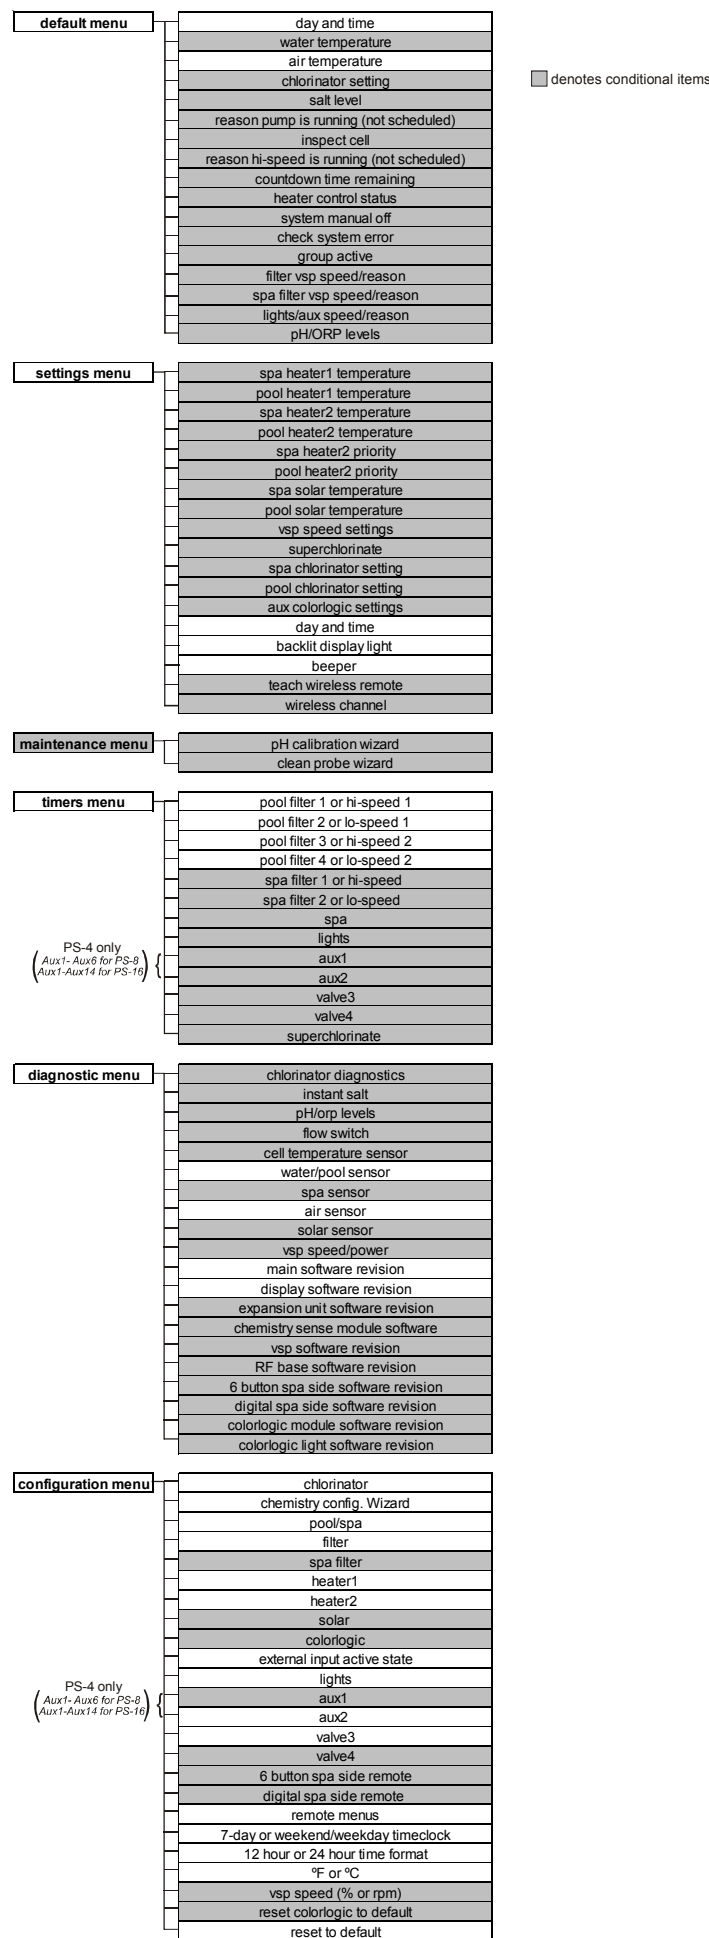 default menu
day and time
water temperature
air temperature
chlorinator setting
salt level
reason pump is running (not scheduled)
inspect cell
reason hi-speed is running (not scheduled)
countdown time remaining
heater control status
system manual off
check system error
group active
filter vsp speed/reason
spa filter vsp speed/reason
lights/aux speed/reason
pH/ORP levels
denotes conditional items
settings menu
spa heater1 temperature
pool heater1 temperature
spa heater2 temperature
pool heater2 temperature
spa heater2 priority
pool heater2 priority
spa solar temperature
pool solar temperature
vsp speed settings
superchlorinate
spa chlorinator setting
pool chlorinator setting
aux colorlogic settings
day and time
backlit display light
beeper
teach wireless remote
wireless channel
maintenance menu
pH calibration wizard
clean probe wizard
timers menu
pool filter 1 or hi-speed 1
pool filter 2 or lo-speed 1
pool filter 3 or hi-speed 2
pool filter 4 or lo-speed 2
spa filter 1 or hi-speed
spa filter 2 or lo-speed
spa
lights
PS-4 only
Aux1- Aux6 for PS-8
Aux1-Aux14 for PS-16
aux1
aux2
valve3
valve4
superchlorinate
diagnostic menu
chlorinator diagnostics
instant salt
pH/orp levels
flow switch
cell temperature sensor
water/pool sensor
spa sensor
air sensor
solar sensor
vsp speed/power
main software revision
display software revision
expansion unit software revision
chemistry sense module software
vsp software revision
RF base software revision
6 button spa side software revision
digital spa side software revision
colorlogic module software revision
colorlogic light software revision
configuration menu
chlorinator
chemistry config. Wizard
pool/spa
filter
spa filter
heater1
heater2
solar
colorlogic
external input active state
lights
PS-4 only
Aux1- Aux6 for PS-8
Aux1-Aux14 for PS-16
aux1
aux2
valve3
valve4
6 button spa side remote
digital spa side remote
remote menus
7-day or weekend/weekday timeclock
12 hour or 24 hour time format
ºF or ºC
vsp speed (% or rpm)
reset colorlogic to default
reset to default